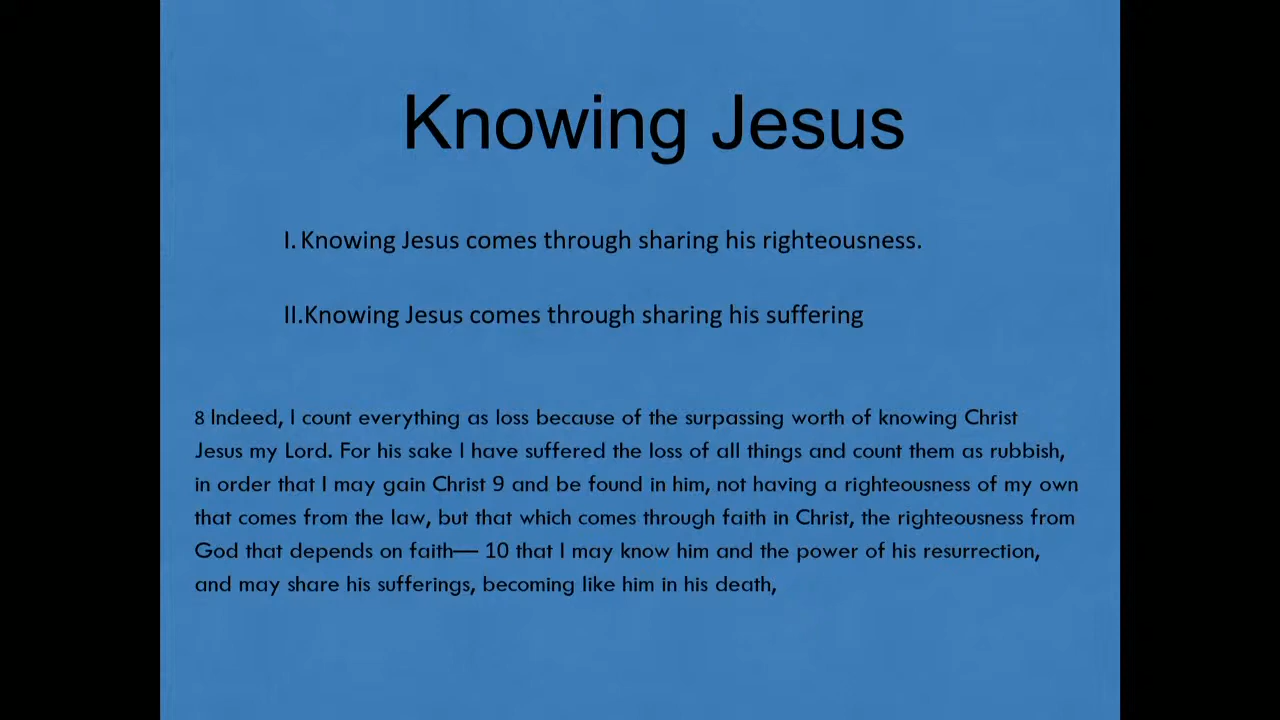 Knowing Jesus
I. Knowing Jesus comes through sharing his righteousness.
II.Knowing Jesus comes through sharing his suffering
8 Indeed, I count everything as loss because of the surpassing worth of knowing Christ
Jesus my Lord. For his sake I have suffered the loss of all things and count them as rubbish,
in order that I may gain Christ 9 and be found in him, not having a righteousness of my own
that comes from the law, but that which comes through faith in Christ, the righteousness from
God that depends on faith— 10 that I may know him and the power of his resurrection,
and may share his sufferings, becoming like him in his death,